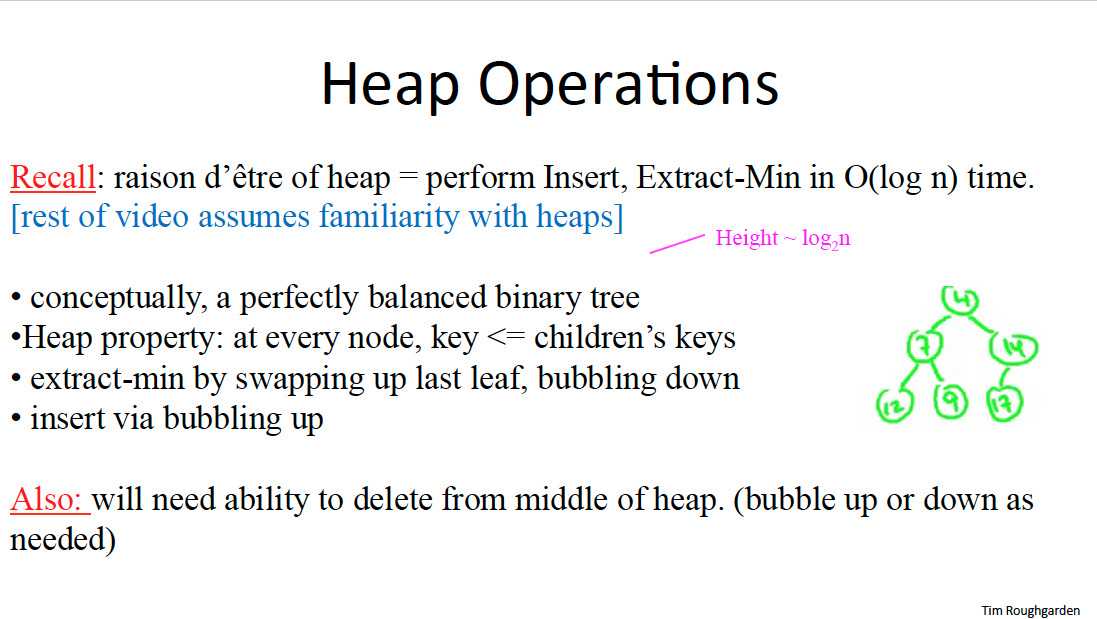 Heap Operations
Recall: raison d’être of heap = perform Insert, Extract-Min in O(log n) time.
[rest of video assumes familiarity with heaps]
Height ~ log₂n
• conceptually, a perfectly balanced binary tree
•Heap property: at every node, key <= children’s keys
• extract-min by swapping up last leaf, bubbling down
• insert via bubbling up
4
7 14
12 9 17
Also: will need ability to delete from middle of heap. (bubble up or down as
needed)
Tim Roughgarden